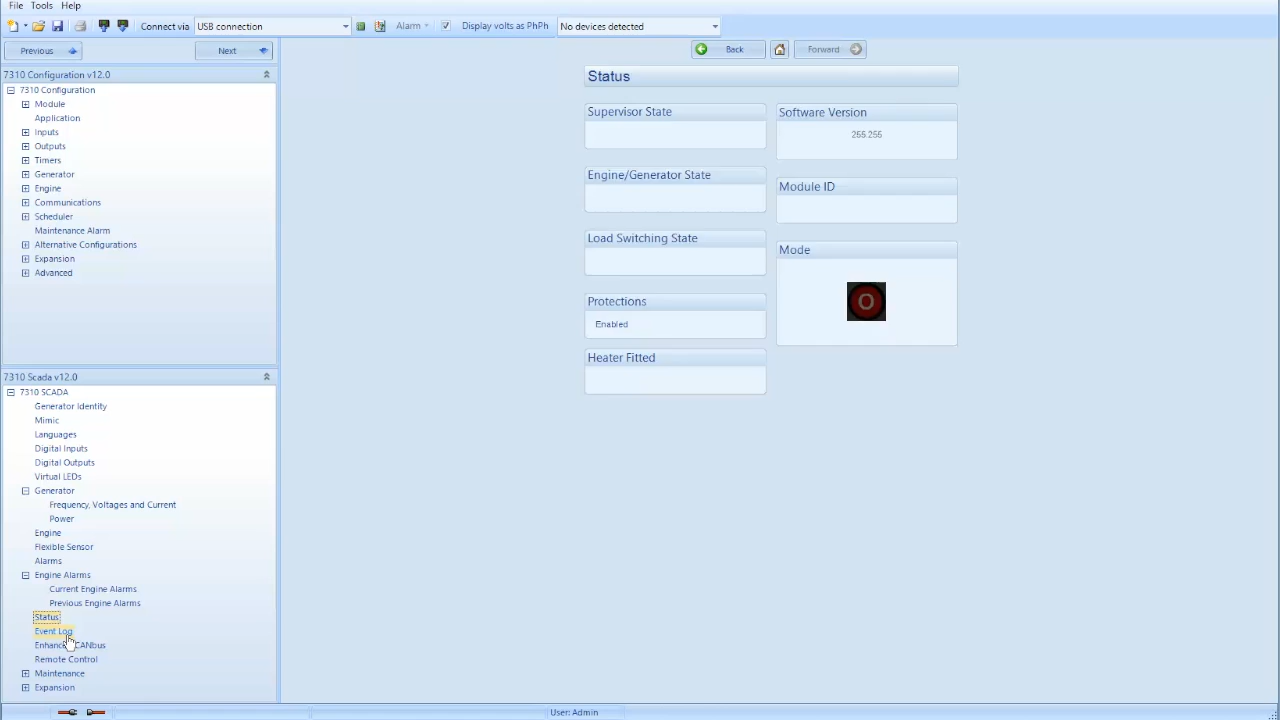 File Tools Help
Connect via USB connection Alarm Display volts as PhPh No devices detected
Previous Next
Back Forward
7310 Configuration v12.0
7310 Configuration
Module
Application
Inputs
Outputs
Timers
Generator
Engine
Communications
Scheduler
Maintenance Alarm
Alternative Configurations
Expansion
Advanced
7310 Scada v12.0
7310 SCADA
Generator Identity
Mimic
Languages
Digital Inputs
Digital Outputs
Virtual LEDs
Generator
Frequency, Voltages and Current
Power
Engine
Flexible Sensor
Alarms
Engine Alarms
Current Engine Alarms
Previous Engine Alarms
Status
Event Log
CANbus
Remote Control
Maintenance
Expansion
Status
Supervisor State
Engine/Generator State
Load Switching State
Protections
Enabled
Heater Fitted
Software Version
255.255
Module ID
Mode
O
User: Admin